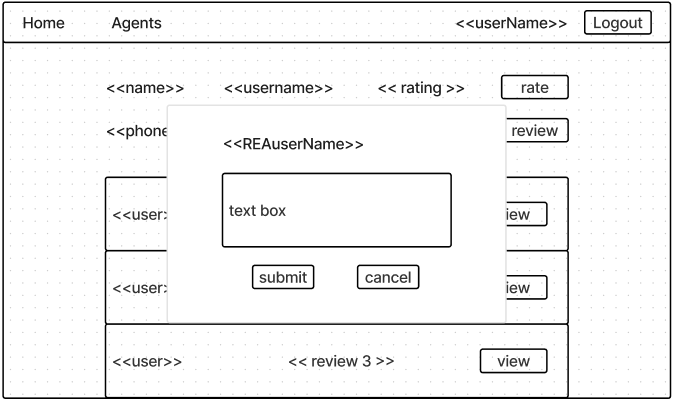 Home Agents <<userName>> Logout
<<name>> <<username>> << rating >> rate
<<phone review
<<REAuserName>>
<<user> text box iew
submit cancel
<<user> iew
<<user>> << review 3 >> view